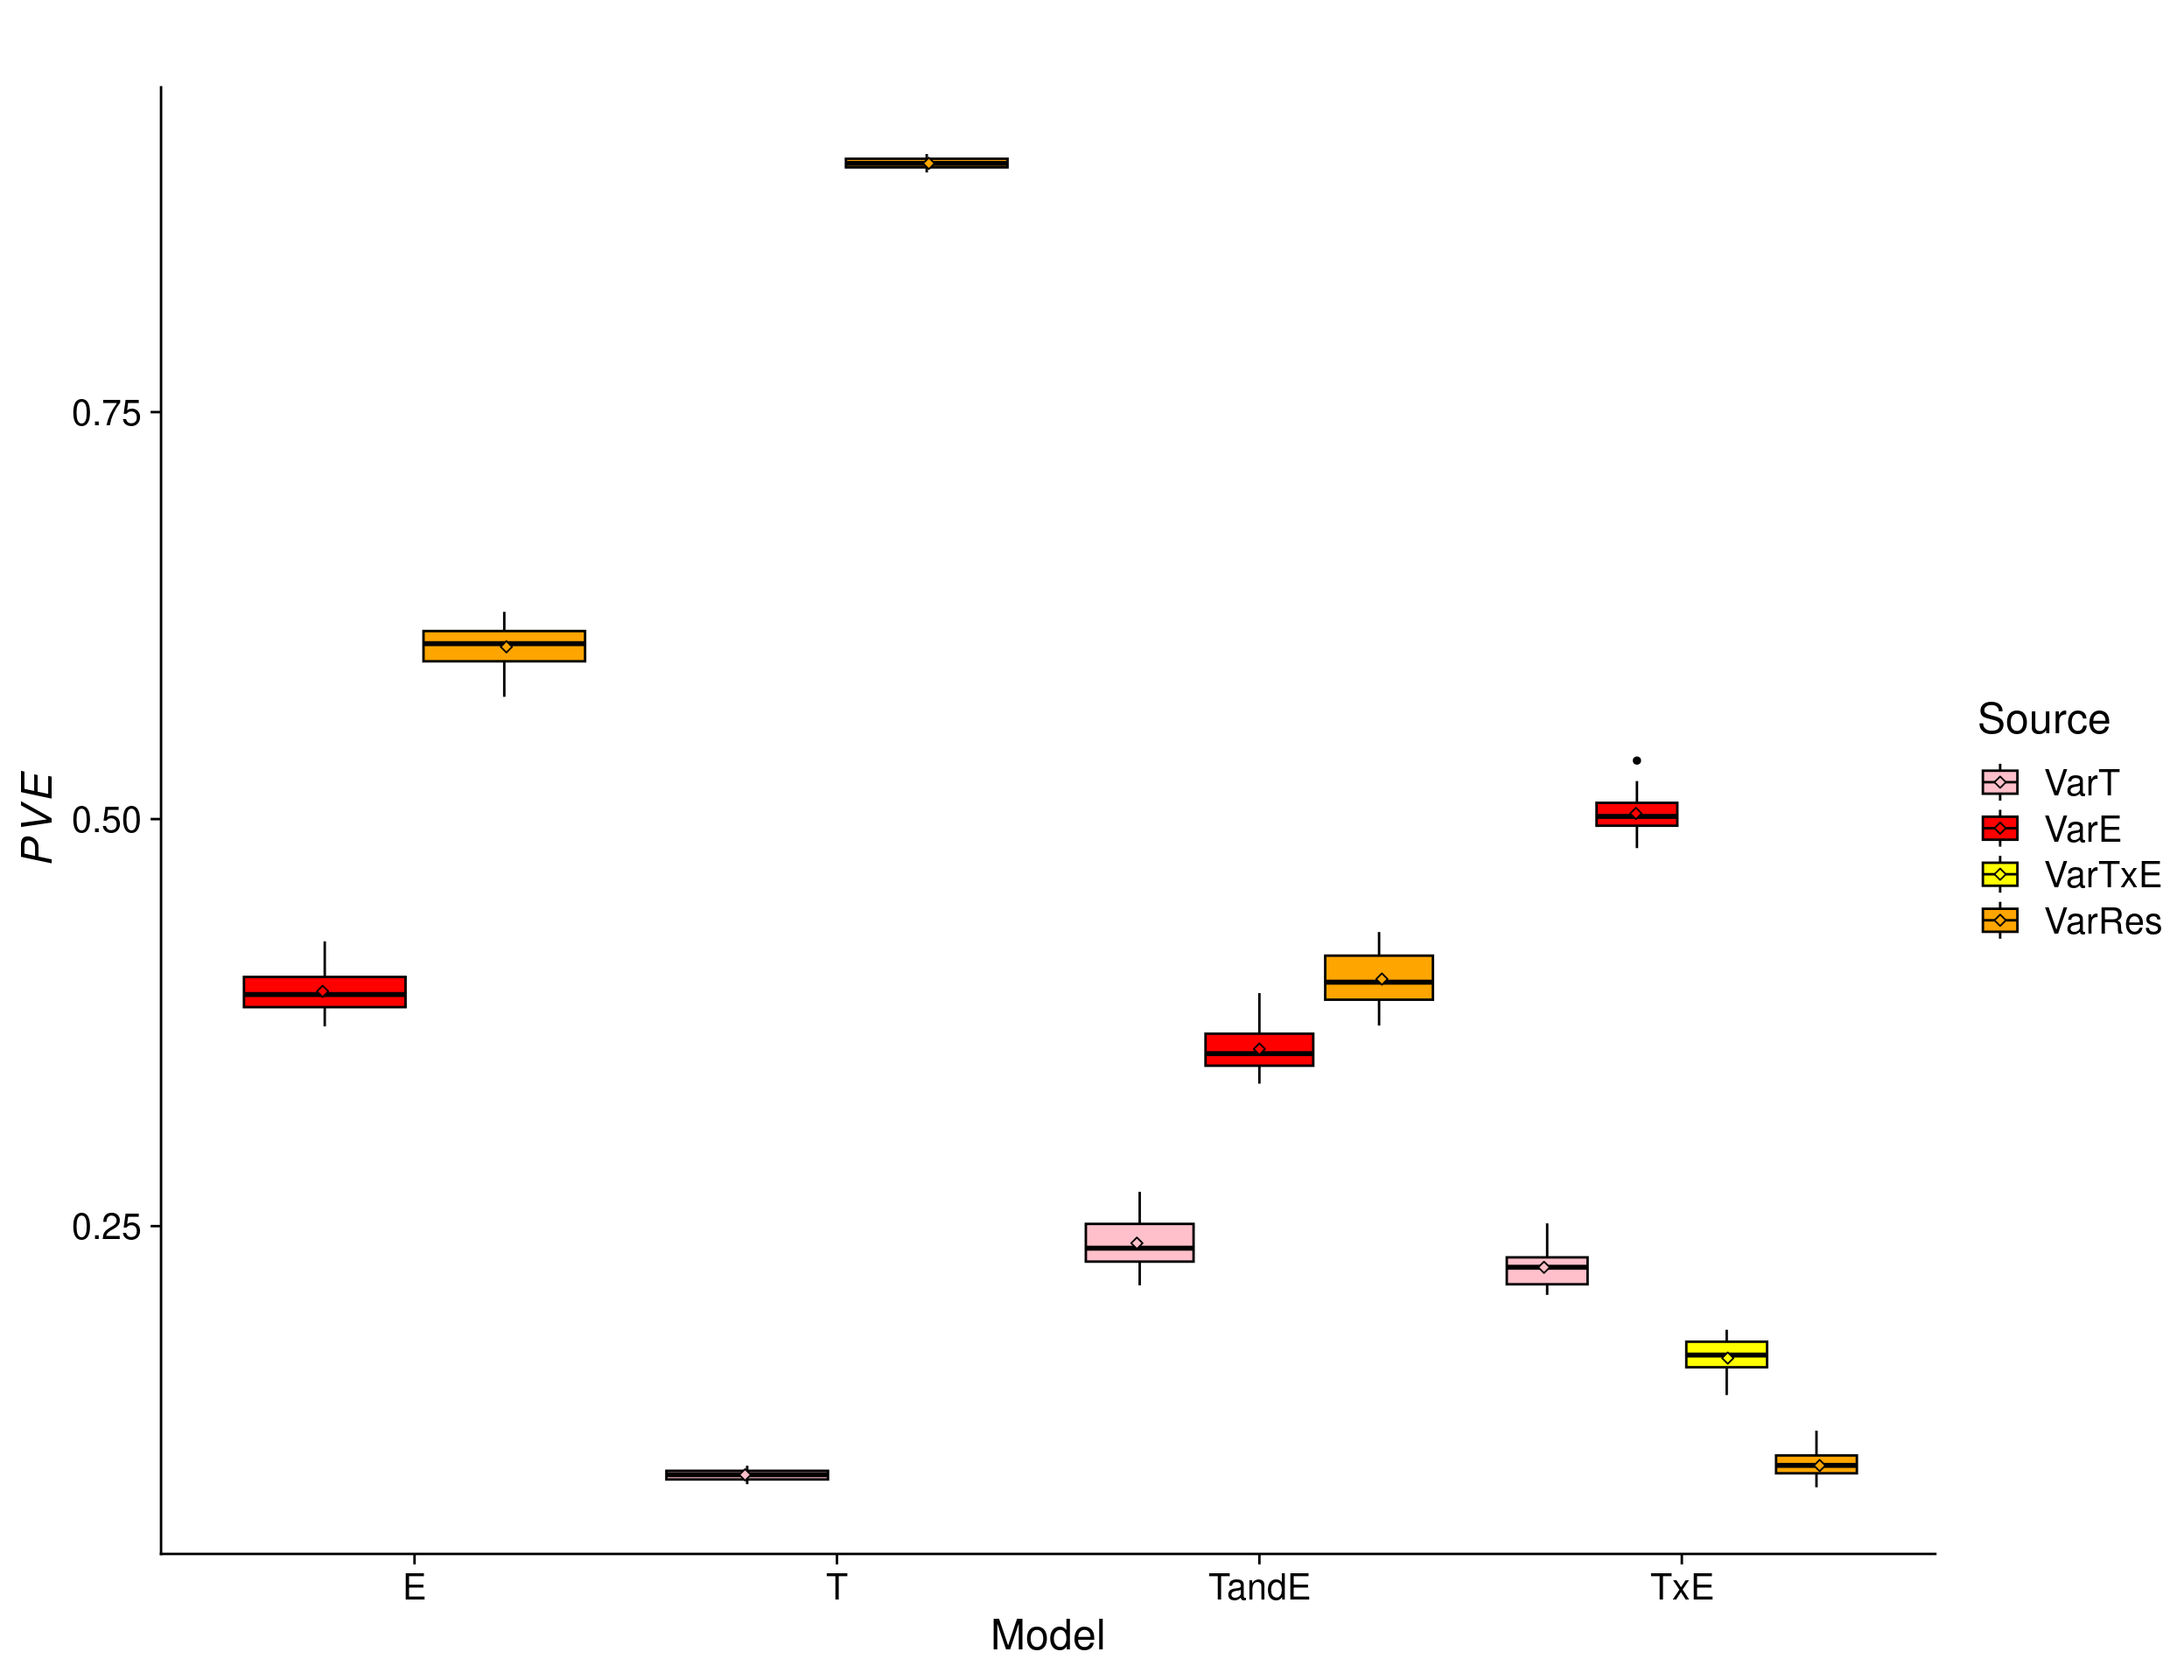 PVE
0.75
0.50
0.25
E
T
TandE
TxE
Model
Source
VarT
VarE
VarTxE
VarRes